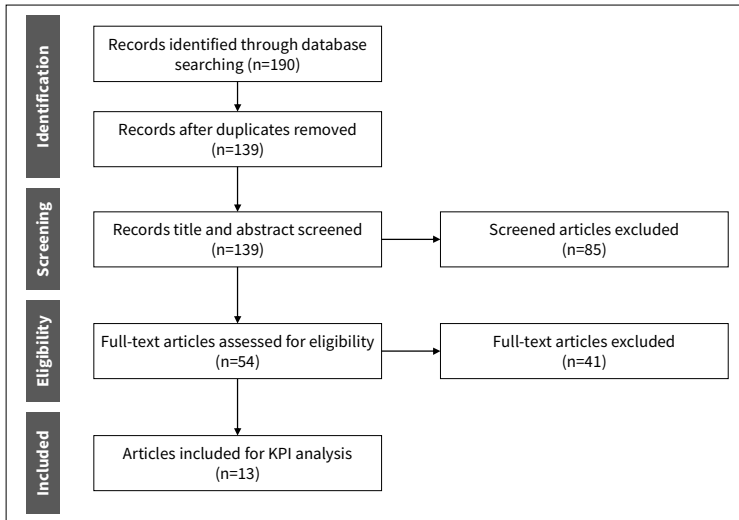 Identification
Records identified through database
searching (n=190)
Records after duplicates removed
(n=139)
Screening
Records title and abstract screened
(n=139)
Screened articles excluded
(n=85)
Eligibility
Full-text articles assessed for eligibility
(n=54)
Full-text articles excluded
(n=41)
Included
Articles included for KPI analysis
(n=13)